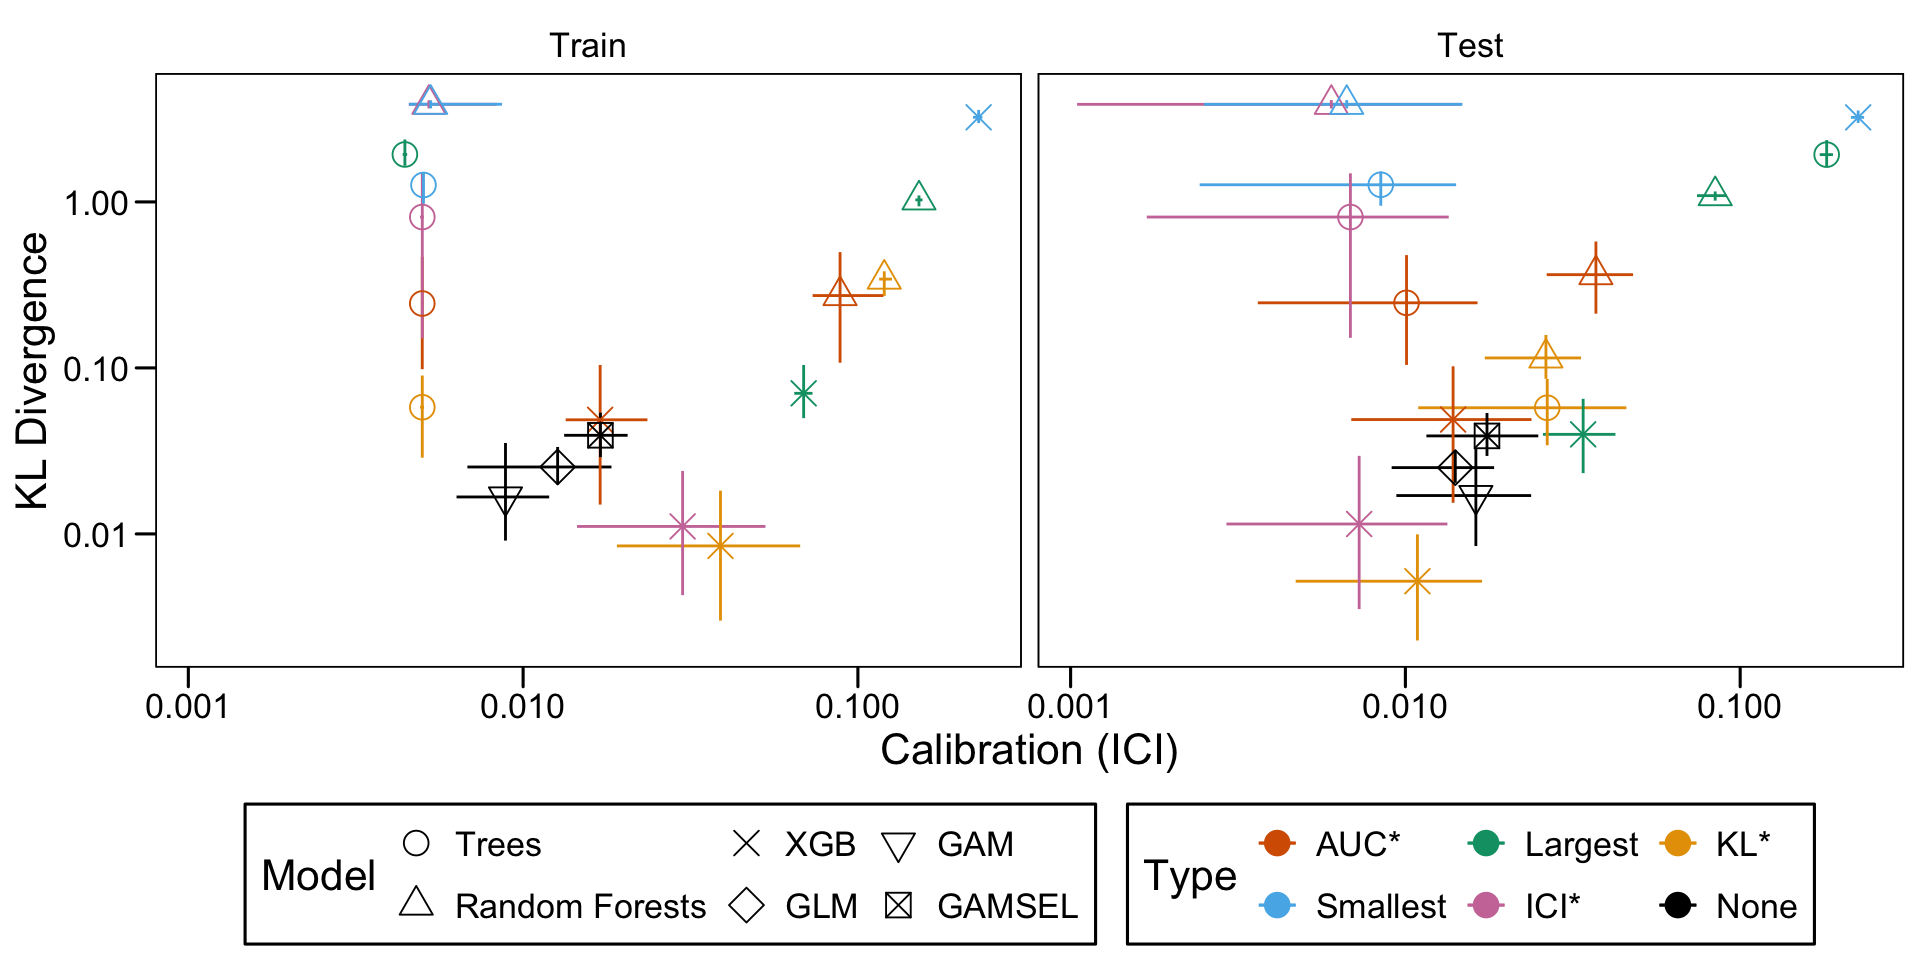 Train
Test
KL Divergence
1.00
0.10
0.01
0.001
0.010
0.100
0.001
0.010
0.100
Calibration (ICI)
Model
Trees
XGB
GAM
Random Forests
GLM
GAMSEL
Type
AUC*
Largest
KL*
Smallest
ICI*
None